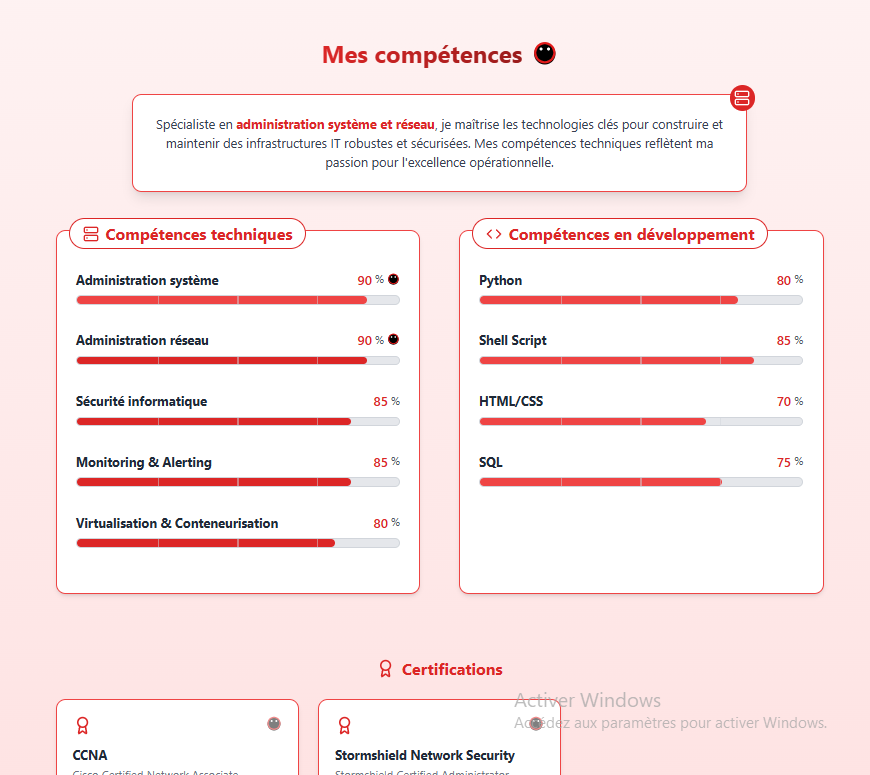 Mes compétences
Spécialiste en administration système et réseau, je maîtrise les technologies clés pour construire et
maintenir des infrastructures IT robustes et sécurisées. Mes compétences techniques reflètent ma
passion pour l'excellence opérationnelle.
Compétences techniques
Administration système 90 %
Administration réseau 90 %
Sécurité informatique 85 %
Monitoring & Alerting 85 %
Virtualisation & Conteneurisation 80 %
Compétences en développement
Python 80 %
Shell Script 85 %
HTML/CSS 70 %
SQL 75 %
Certifications
CCNA
Cisco Certified Network Associate
Stormshield Network Security
Stormshield Certified Administrator
Activer Windows
Accédez aux paramètres pour activer Windows.